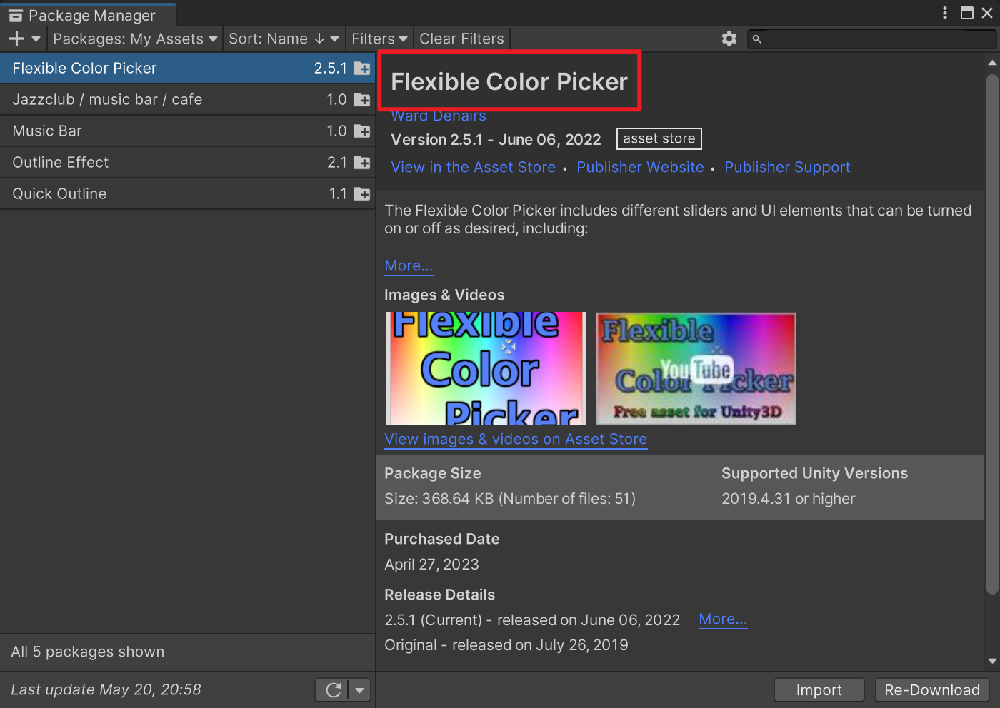 Package Manager
Packages: My Assets
Sort: Name ↓
Filters
Clear Filters
Flexible Color Picker 2.5.1
Jazzclub / music bar / cafe 1.0
Music Bar 1.0
Outline Effect 2.1
Quick Outline 1.1
All 5 packages shown
Last update May 20, 20:58
Flexible Color Picker
Ward Dehairs
Version 2.5.1 - June 06, 2022 asset store
View in the Asset Store • Publisher Website • Publisher Support
The Flexible Color Picker includes different sliders and UI elements that can be turned
on or off as desired, including:
More...
Images & Videos
Flexible
Color
Picker
Flexible
YouTube
Color Picker
Free asset for Unity3D
View images & videos on Asset Store
Package Size
Size: 368.64 KB (Number of files: 51)
Supported Unity Versions
2019.4.31 or higher
Purchased Date
April 27, 2023
Release Details
2.5.1 (Current) - released on June 06, 2022 More...
Original - released on July 26, 2019
Import
Re-Download